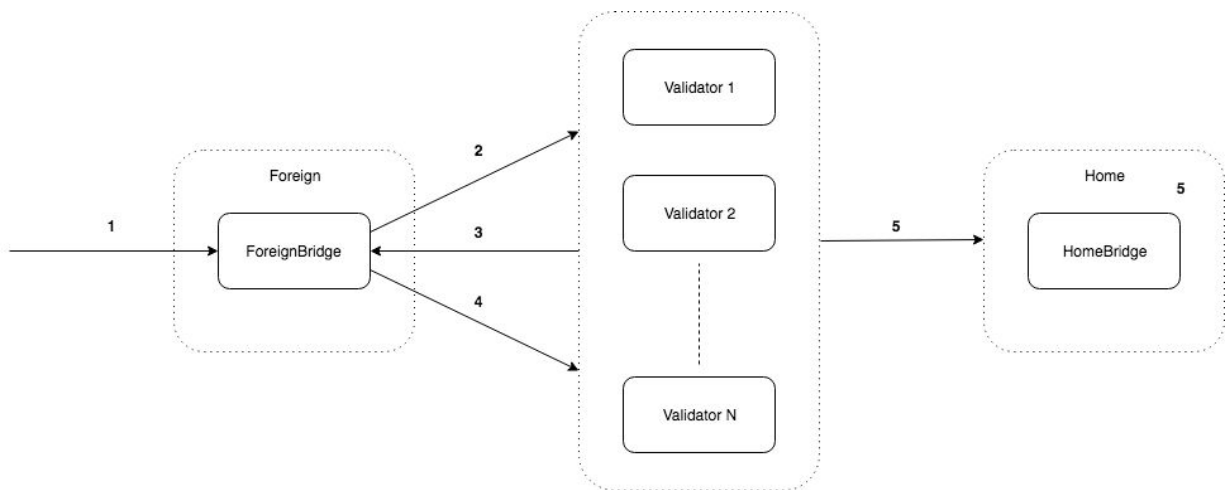 Validator 1
2
Foreign
Home
5
1
Validator 2
3
5
ForeignBridge
HomeBridge
4
Validator N